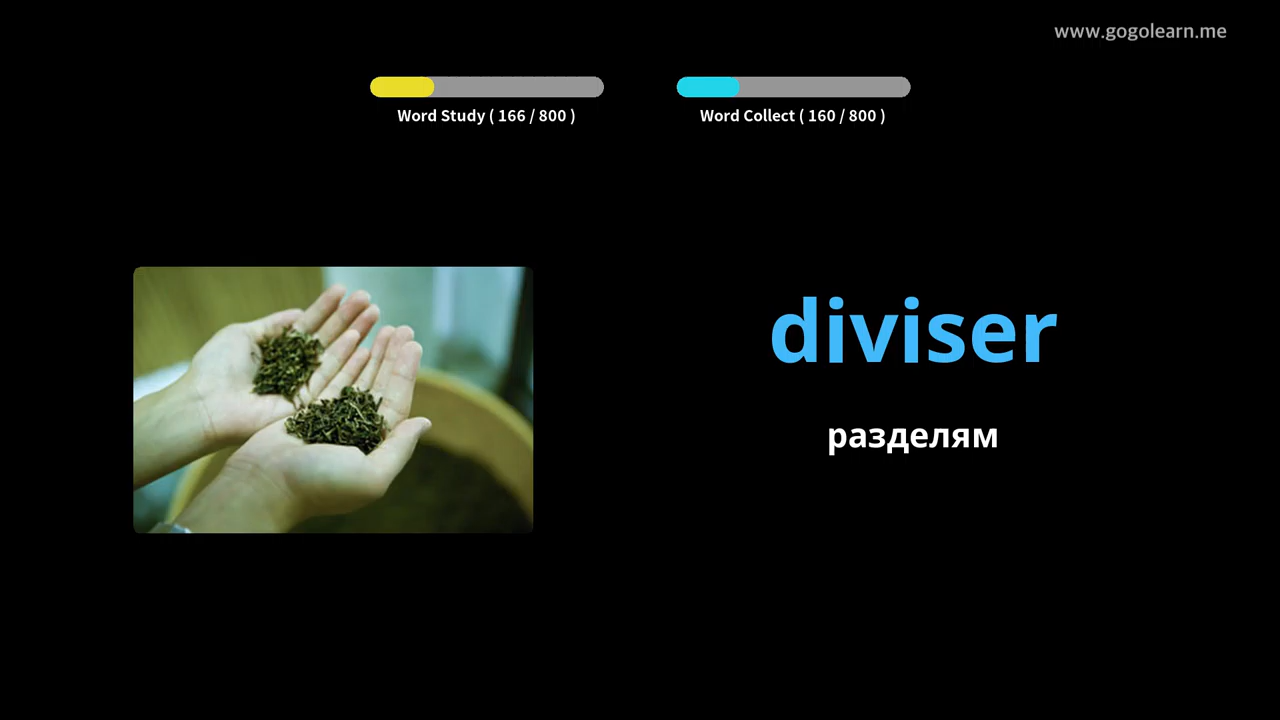 www.gogolearn.me
Word Study ( 166 / 800 )
Word Collect ( 160 / 800 )
diviser
разделям